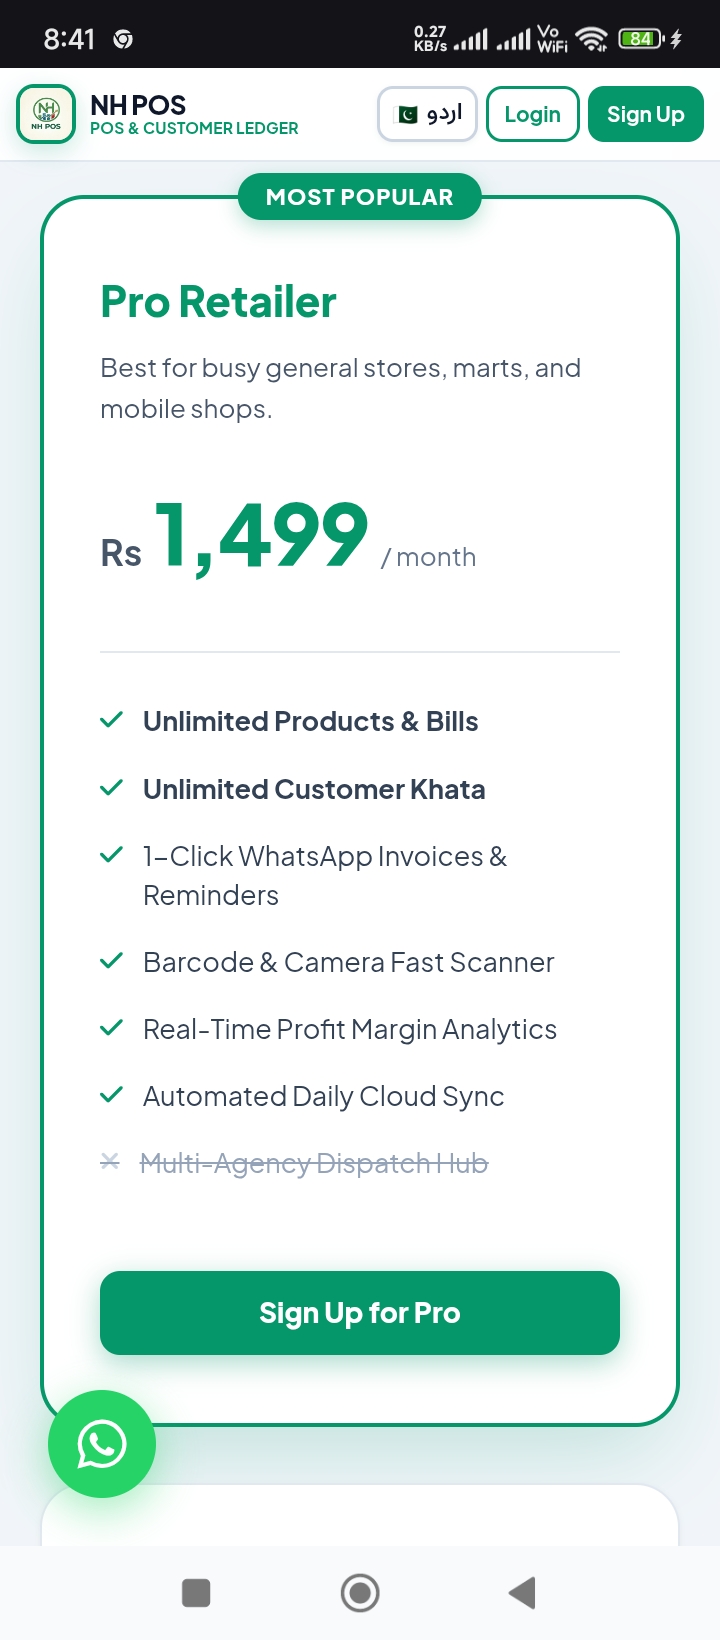 8:41
0.27
KB/s
Vo
WiFi
84
NH
NH POS
NH POS
POS & CUSTOMER LEDGER
اردو
Login
Sign Up
MOST POPULAR
Pro Retailer
Best for busy general stores, marts, and
mobile shops.
Rs 1,499 / month
Unlimited Products & Bills
Unlimited Customer Khata
1-Click WhatsApp Invoices &
Reminders
Barcode & Camera Fast Scanner
Real-Time Profit Margin Analytics
Automated Daily Cloud Sync
Multi-Agency Dispatch Hub
Sign Up for Pro